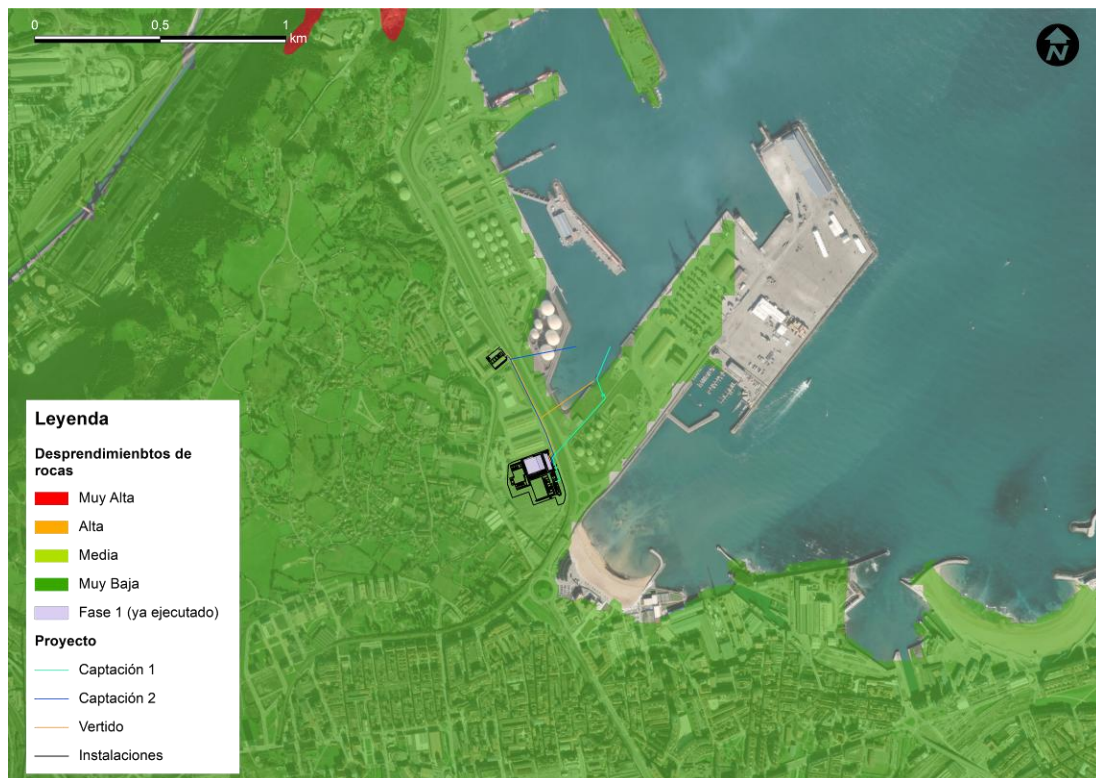 0
0,5
1
km
N
Leyenda
Desprendimienbtos de
rocas
Muy Alta
Alta
Media
Muy Baja
Fase 1 (ya ejecutado)
Proyecto
Captación 1
Captación 2
Vertido
Instalaciones